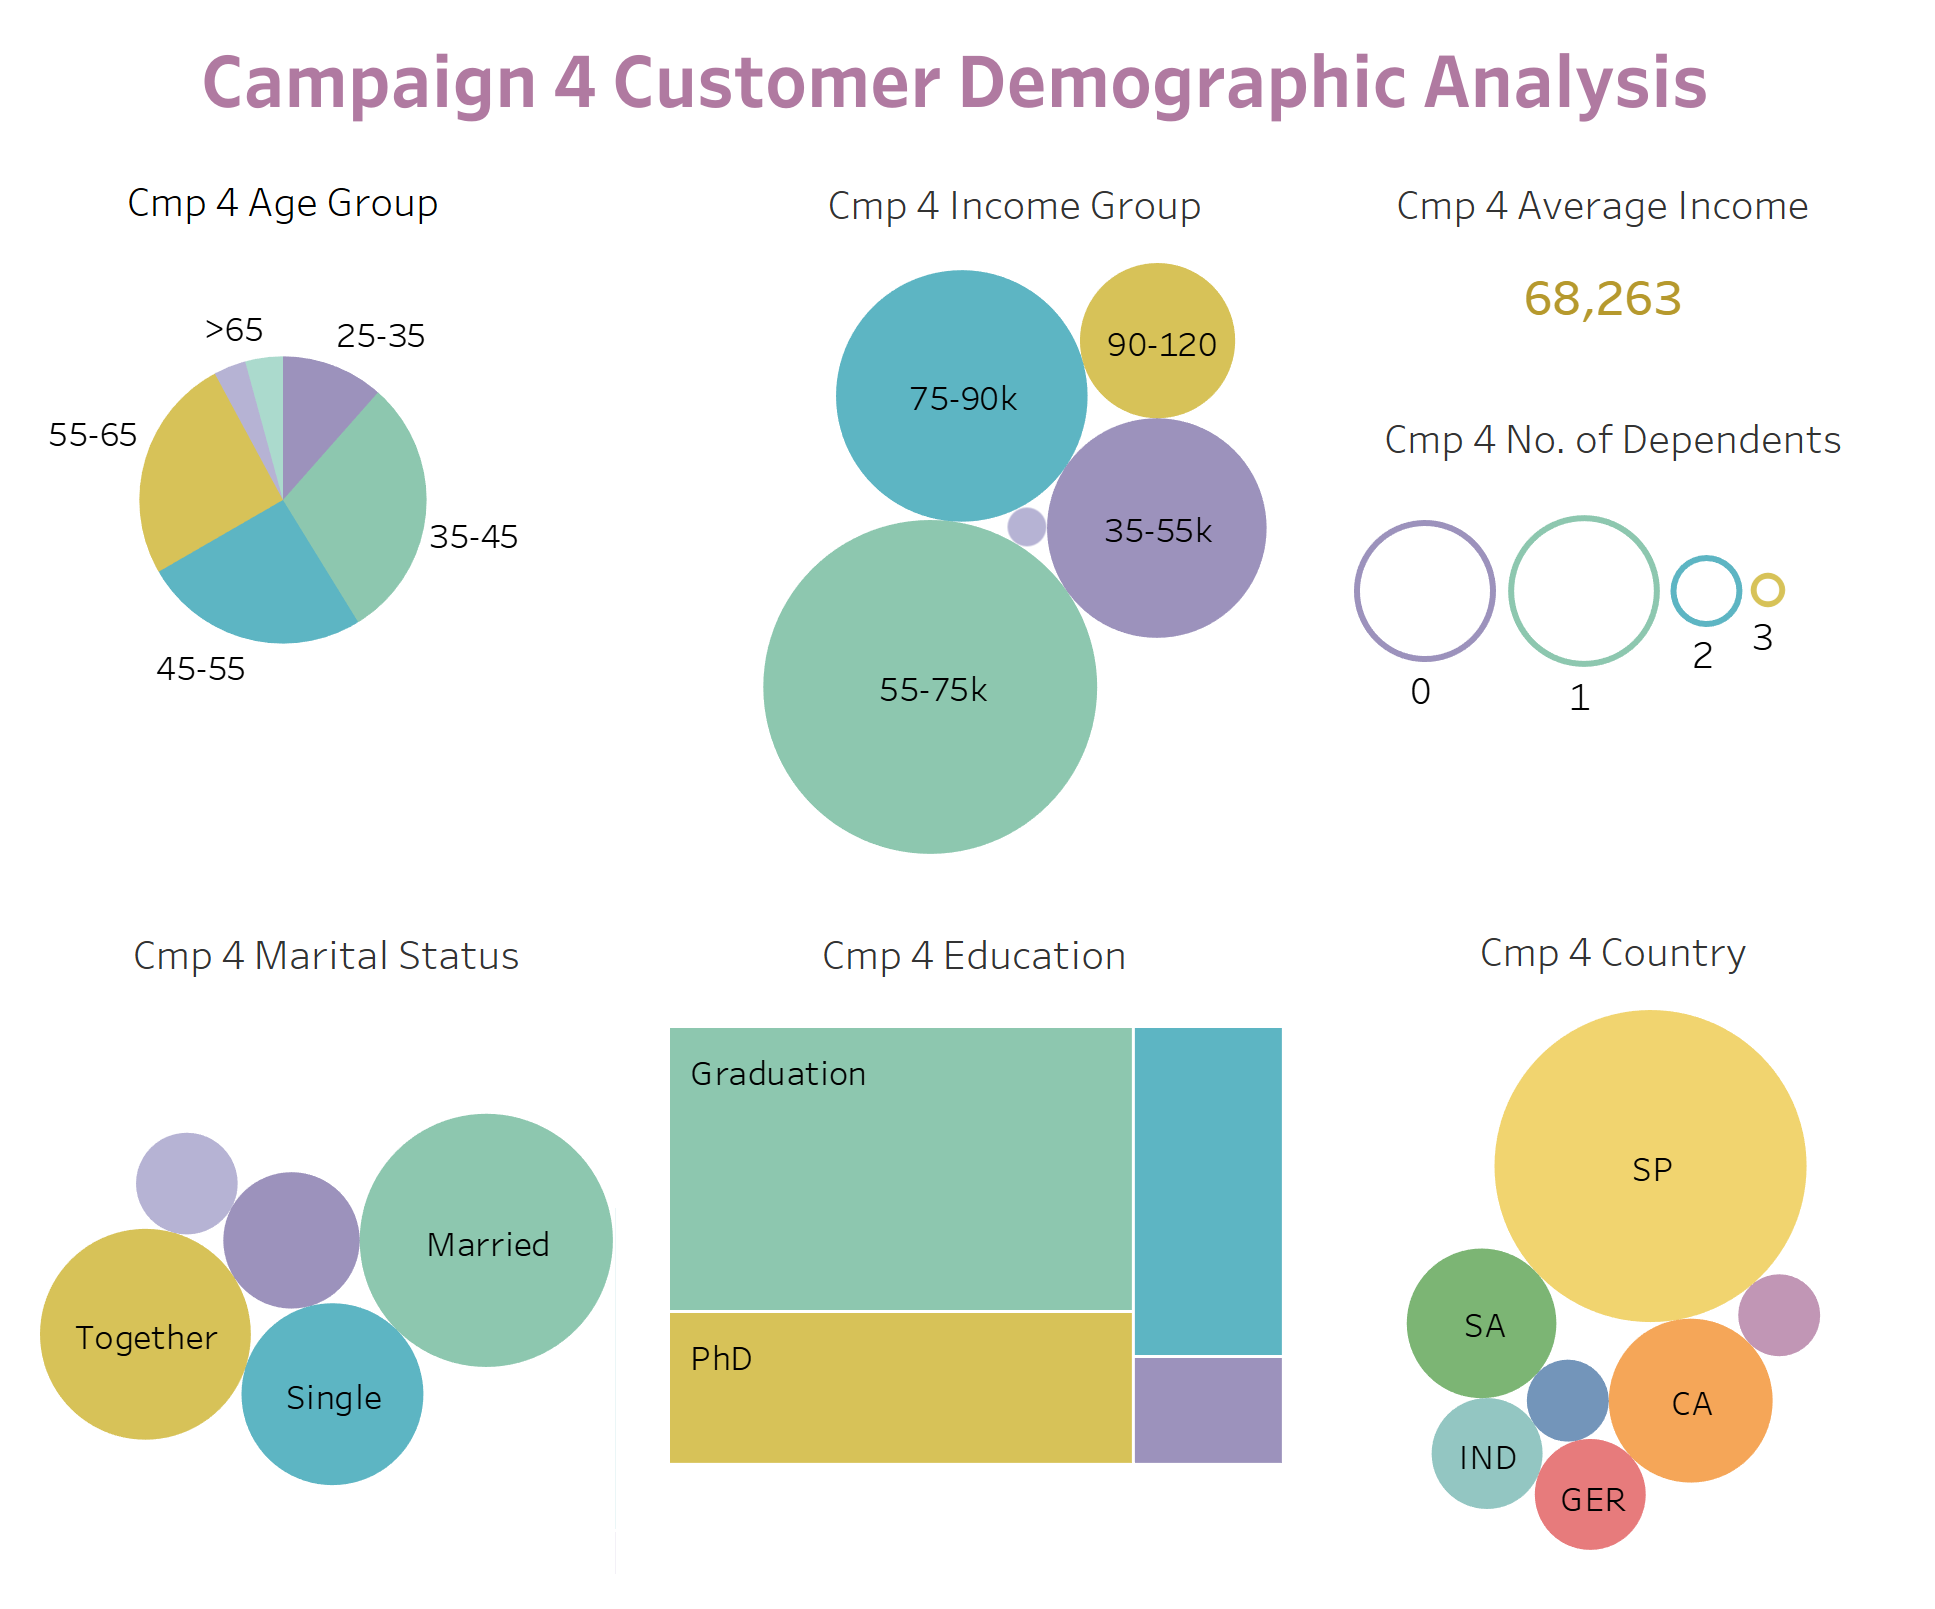 Campaign 4 Customer Demographic Analysis
Cmp 4 Age Group
>65
25-35
55-65
35-45
45-55
Cmp 4 Income Group
90-120
75-90k
35-55k
55-75k
Cmp 4 Average Income
68,263
Cmp 4 No. of Dependents
0
1
2
3
Cmp 4 Marital Status
Married
Together
Single
Cmp 4 Education
Graduation
PhD
Cmp 4 Country
SP
SA
CA
IND
GER